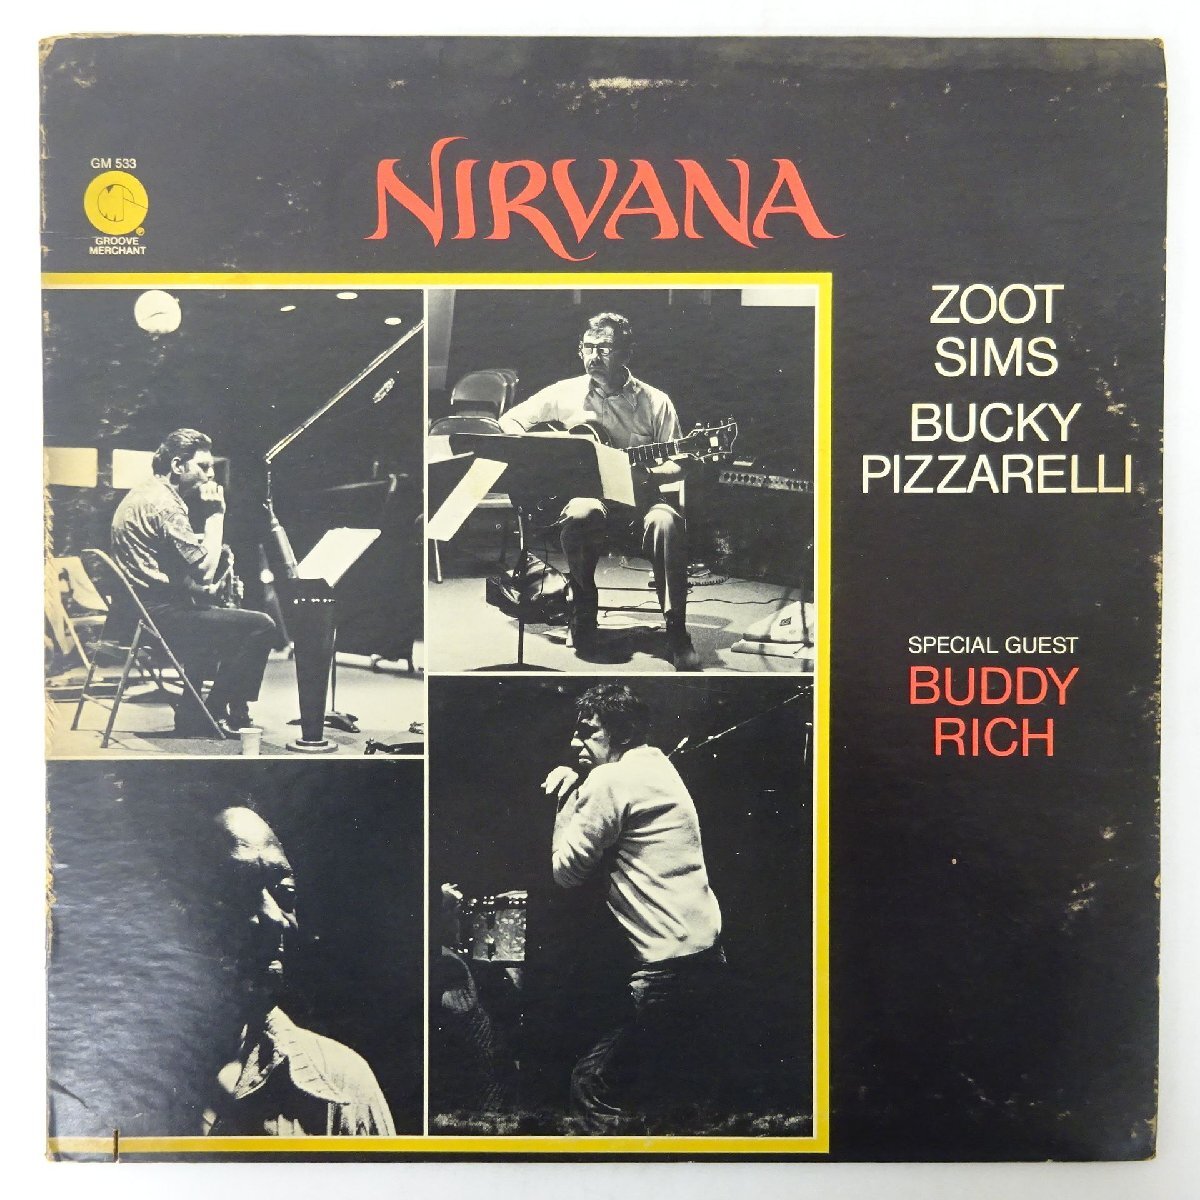 GM 533
GROOVE
MERCHANT
NIRVANA
ZOOT
SIMS
BUCKY
PIZZARELLI
SPECIAL GUEST
BUDDY
RICH